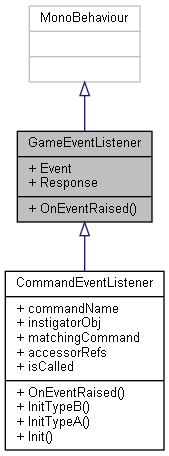 MonoBehaviour
GameEventListener
+ Event
+ Response
+ OnEventRaised()
CommandEventListener
+ commandName
+ instigatorObj
+ matchingCommand
+ accessorRefs
+ isCalled
+ OnEventRaised()
+ InitTypeB()
+ InitTypeA()
+ Init()